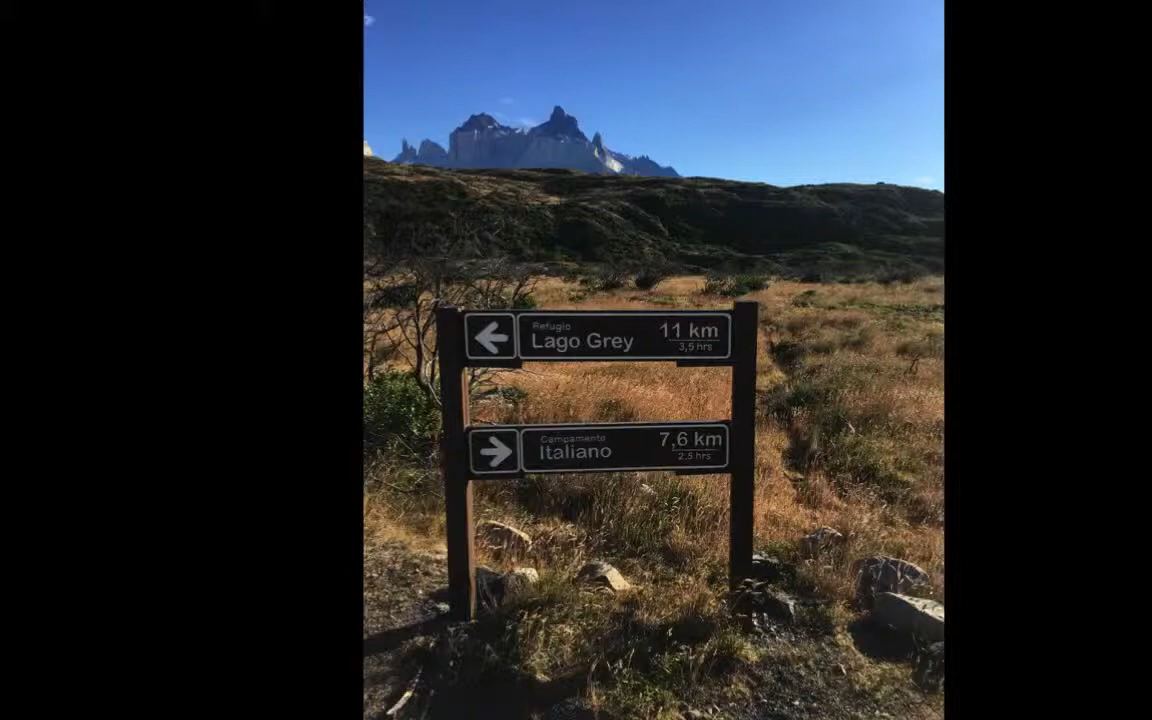 Refugio
Lago Grey
11 km
3,5 hrs
Campamento
Italiano
7,6 km
2,5 hrs